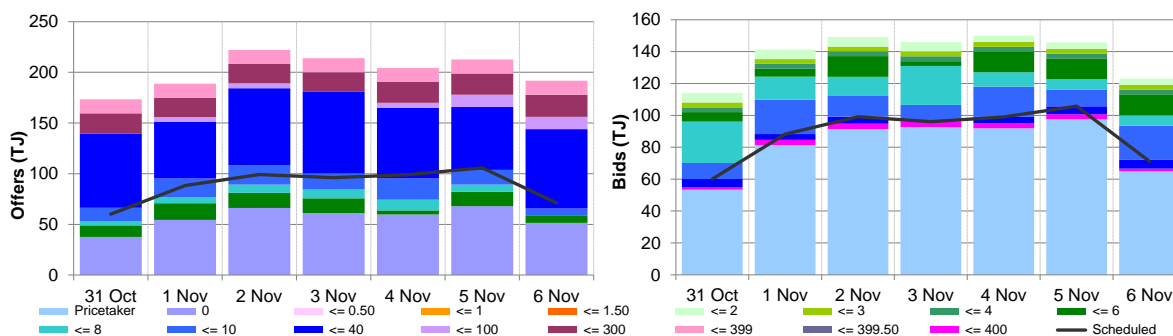 250
200
150
100
50
0
Offers (TJ)
31 Oct 1 Nov 2 Nov 3 Nov 4 Nov 5 Nov 6 Nov
160
140
120
100
80
60
40
20
0
Bids (TJ)
31 Oct 1 Nov 2 Nov 3 Nov 4 Nov 5 Nov 6 Nov
Pricetaker 0 <= 0.50 <= 1 <= 1.50 <= 2 <= 3 <= 4 <= 6
<= 8 <= 10 <= 40 <= 100 <= 300 <= 399 <= 399.50 <= 400 Scheduled